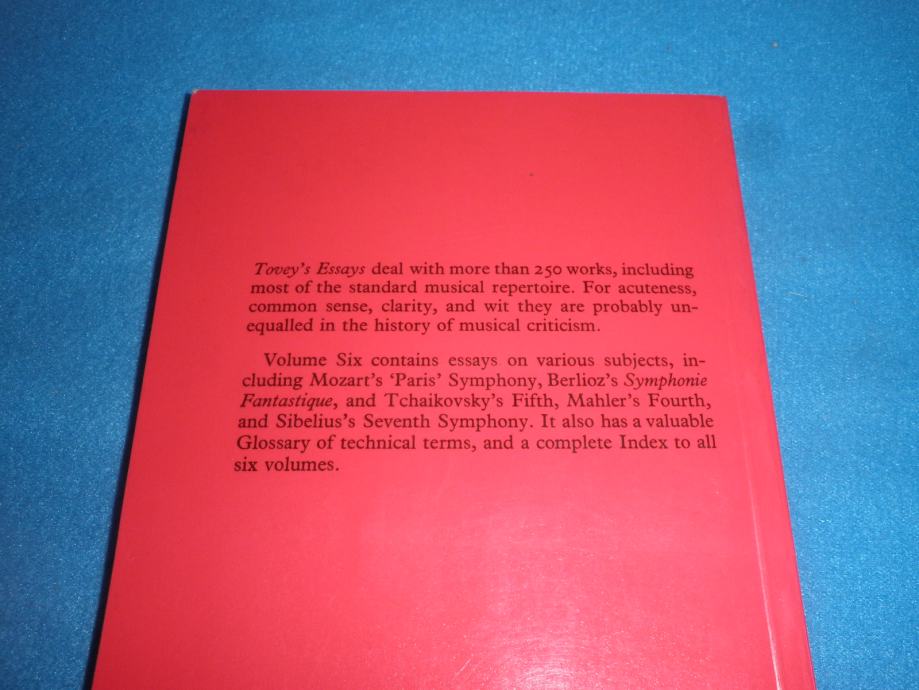 Tovey's Essays deal with more than 250 works, including
most of the standard musical repertoire. For acuteness,
common sense, clarity, and wit they are probably un-
equalled in the history of musical criticism.
Volume Six contains essays on various subjects, in-
cluding Mozart's 'Paris' Symphony, Berlioz's Symphonie
Fantastique, and Tchaikovsky's Fifth, Mahler's Fourth,
and Sibelius's Seventh Symphony. It also has a valuable
Glossary of technical terms, and a complete Index to all
six volumes.